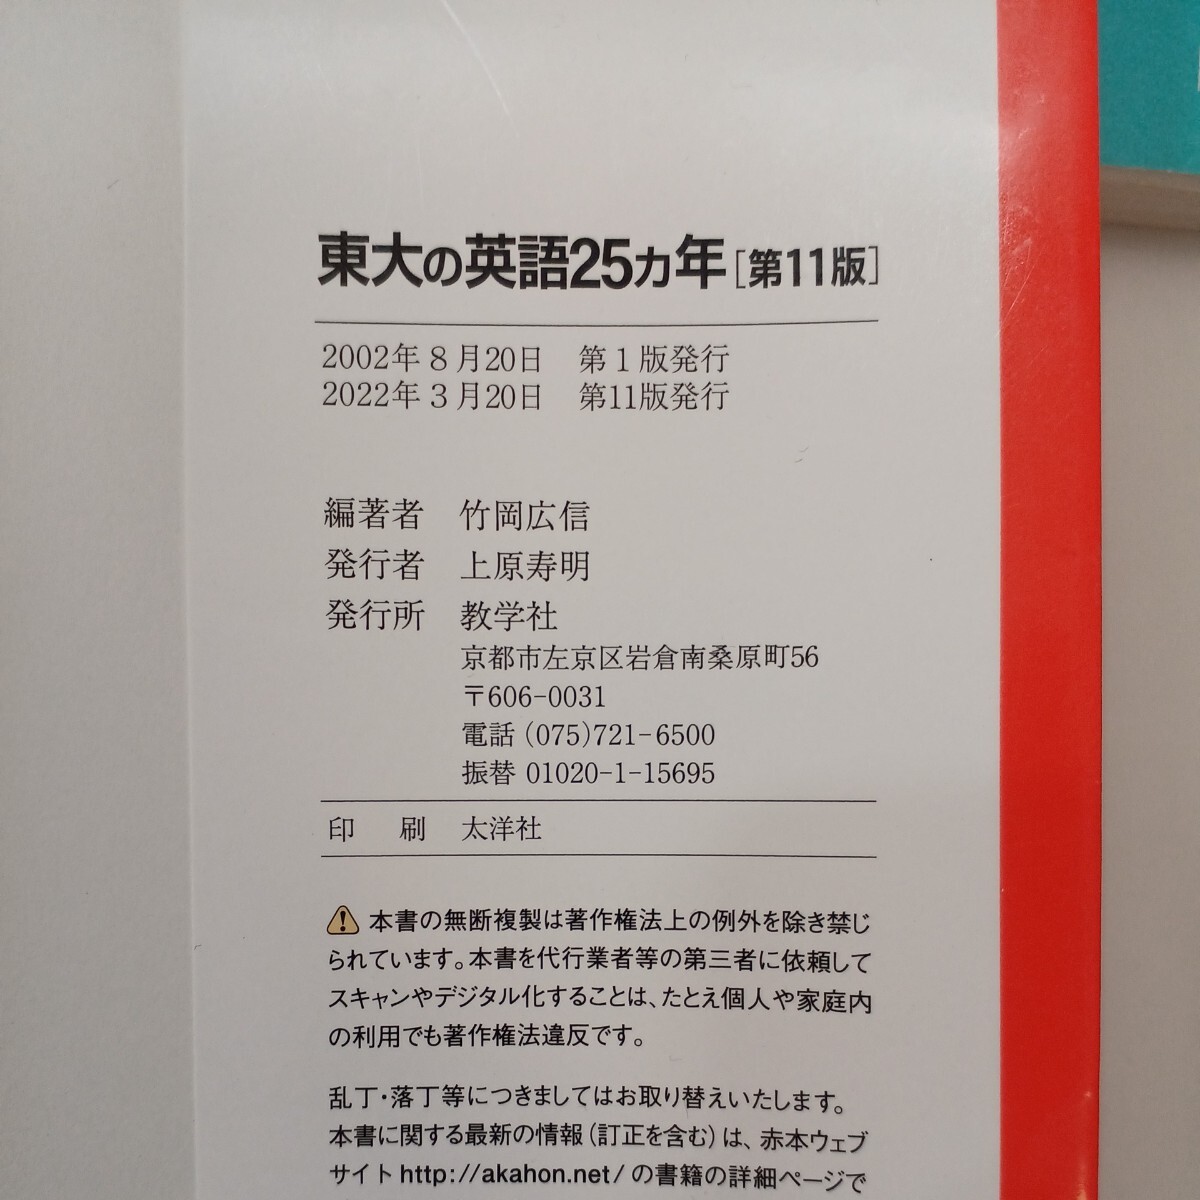 東大の英語25カ年[第11版]
2002年8月20日 第1版発行
2022年3月20日 第11版発行
編著者 竹岡広信
発行者 上原寿明
発行所 教学社
京都市左京区岩倉南桑原町56
〒606-0031
電話(075)721-6500
振替 01020-1-15695
印 刷 太洋社
本書の無断複製は著作権法上の例外を除き禁じ
られています。本書を代行業者等の第三者に依頼して
スキャンやデジタル化することは、たとえ個人や家庭内
の利用でも著作権法違反です。
乱丁・落丁等につきましてはお取り替えいたします。
本書に関する最新の情報(訂正を含む)は、赤本ウェブ
サイトhttp://akahon.net/の書籍の詳細ページで